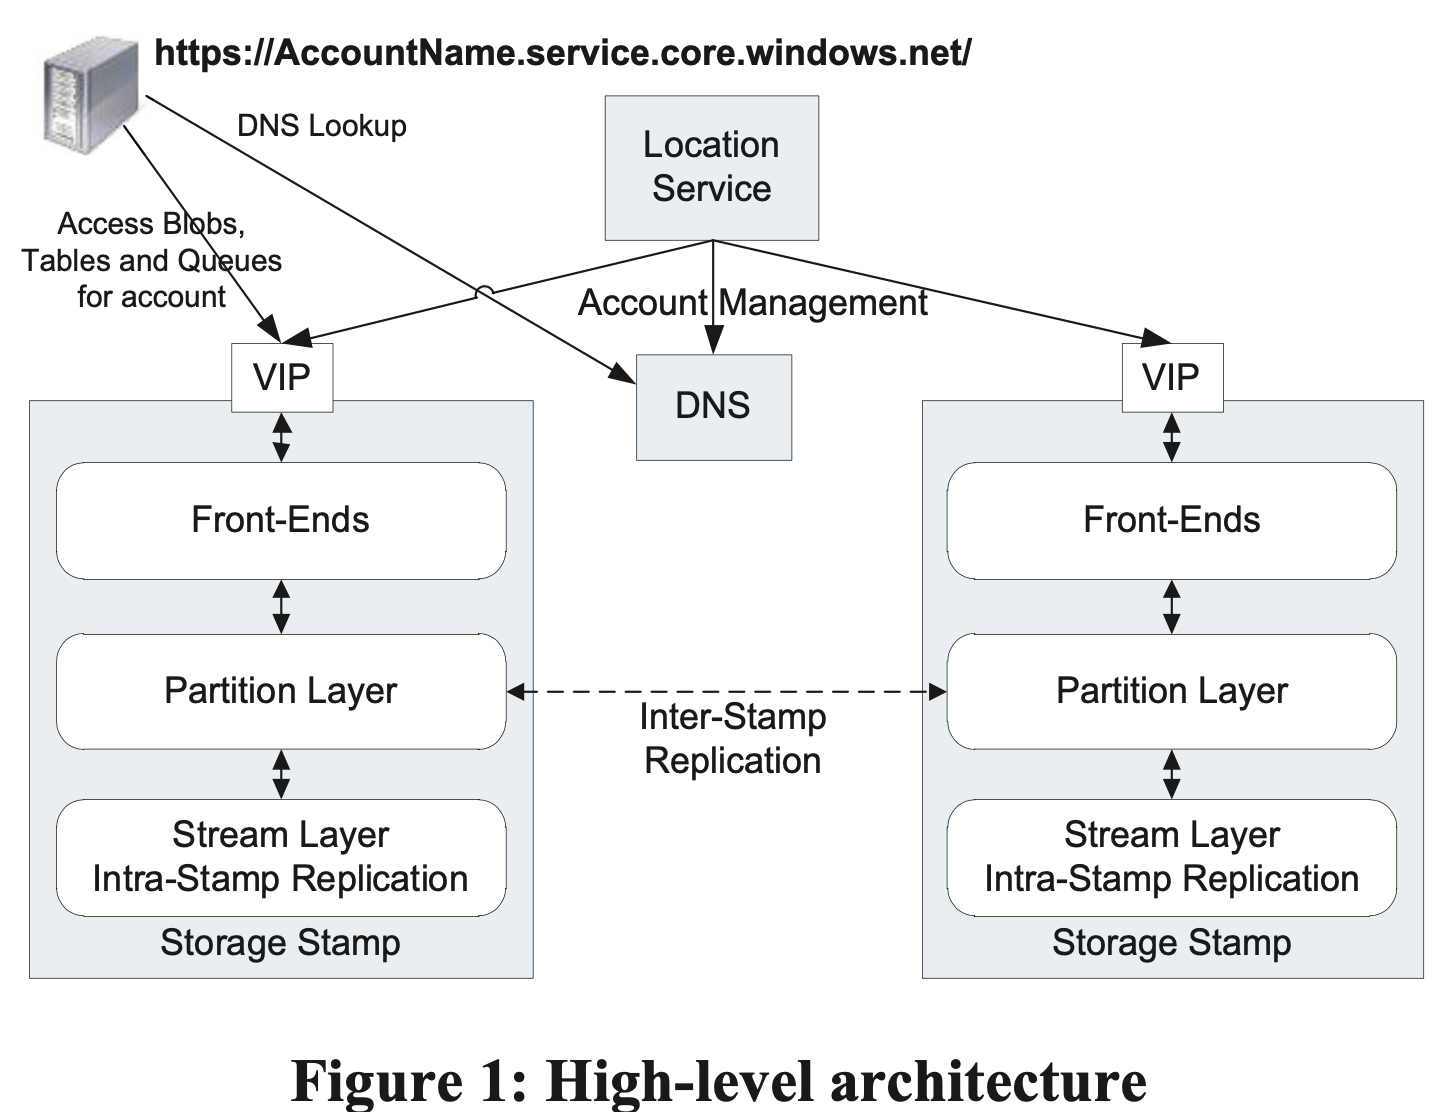 https://AccountName.service.core.windows.net/
DNS Lookup
Location
Service
Access Blobs,
Tables and Queues
for account
Account Management
VIP
DNS
VIP
Front-Ends
Front-Ends
Partition Layer
Partition Layer
Inter-Stamp
Replication
Stream Layer
Intra-Stamp Replication
Storage Stamp
Stream Layer
Intra-Stamp Replication
Storage Stamp
Figure 1: High-level architecture